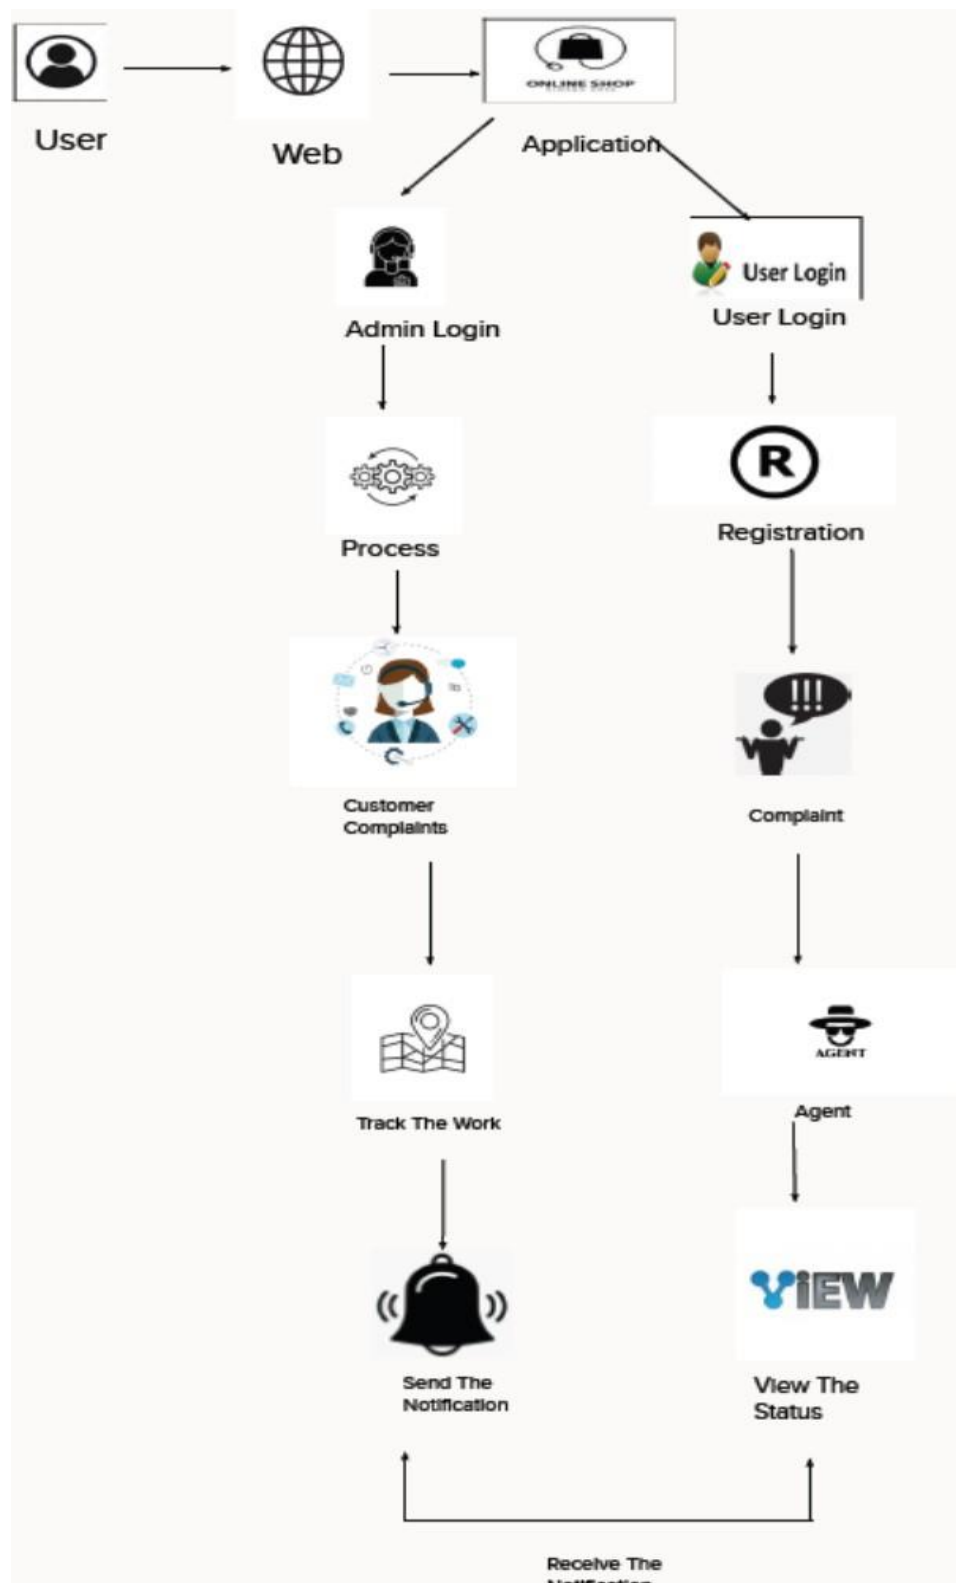 ONLINE SHOP
User
Web
Application
User Login
Admin Login
User Login
R
Process
Registration
!!!
Customer
Complaints
Complaint
AGENT
Track The Work
Agent
ViEW
Send The
Notification
View The
Status
Receive The
Notification